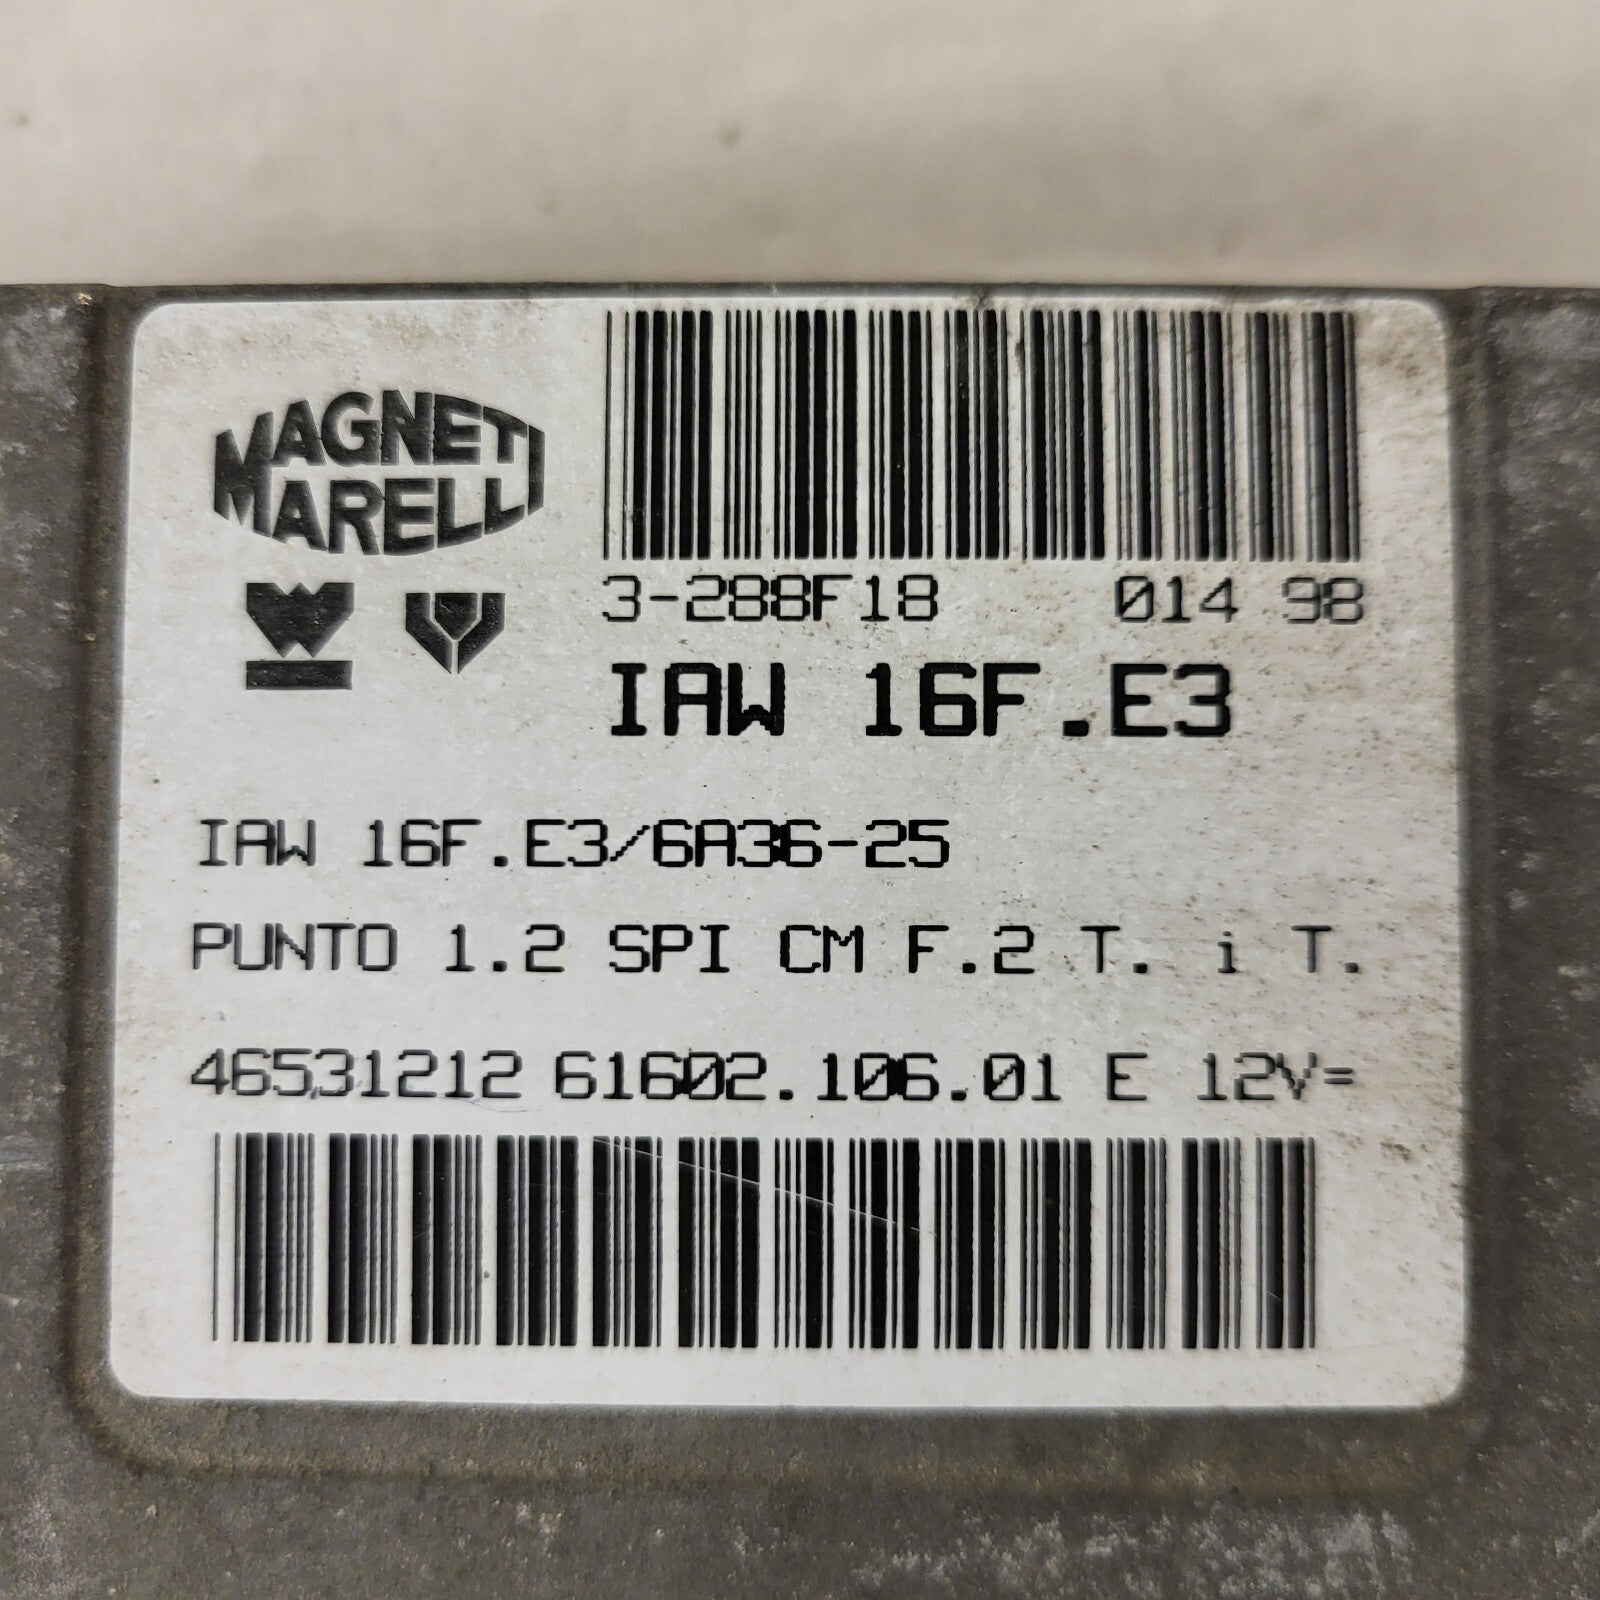 MAGNETI
MARELLI
3-288F18 014 98
IAW 16F.E3
IAW 16F.E3/6A36-25
PUNTO 1.2 SPI CM F.2 T. i T.
46531212 61602.106.01 E 12V=